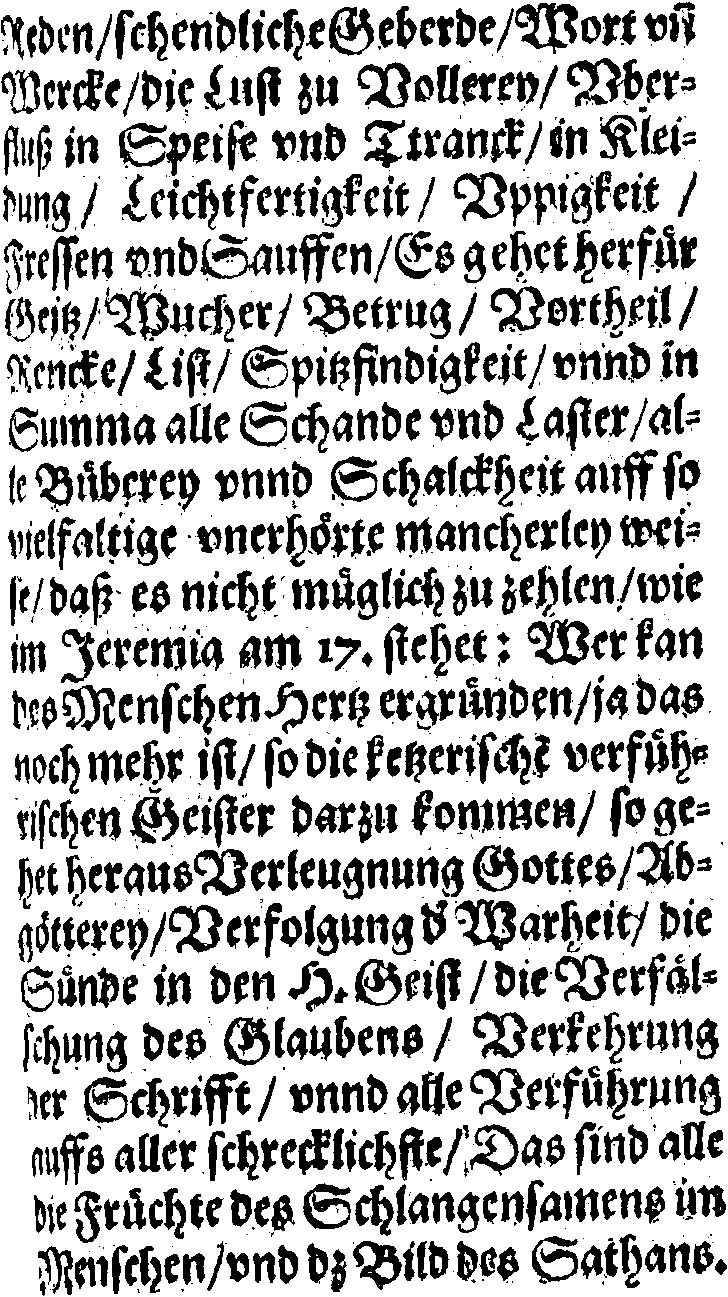 Reden/schendliche Geberde/Wort vñ
Wercke/die Lust zu Vollerey/ Vber-
fluß in Speise vnd Ttranck/in Klei-
dung / Leichtfertigkeit / Vppigkeit /
Fressen vnd Sauffen/Es gehet herfür
Geitz/Wucher/ Betrug / Vortheil /
Rencke/ List/ Spitzfindigkeit/ vnnd in
Summa alle Schande vnd Laster/al-
le Büberey vnnd Schalckheit auff so
vielfaltige vnerhörte mancherley wei-
se/daß es nicht müglich zu zehlen/wie
im Jeremia am 17. stehet: Wer kan
des Menschen Hertz ergründen/ja das
noch mehr ist/ so die ketzerischē verfüh-
rischen Geister darzu kommen/ so ge-
het heraus Verleugnung Gottes/Ab-
götterey/Verfolgung d' Warheit/ die
Sünde in den H. Geist/die Verfäl-
schung des Glaubens / Verkehrung
der Schrifft/ vnnd alle Verführung
auffs aller schrecklichste/ Das sind alle
die Früchte des Schlangensamens im
Menschen/vnd dz Bild des Sathans.